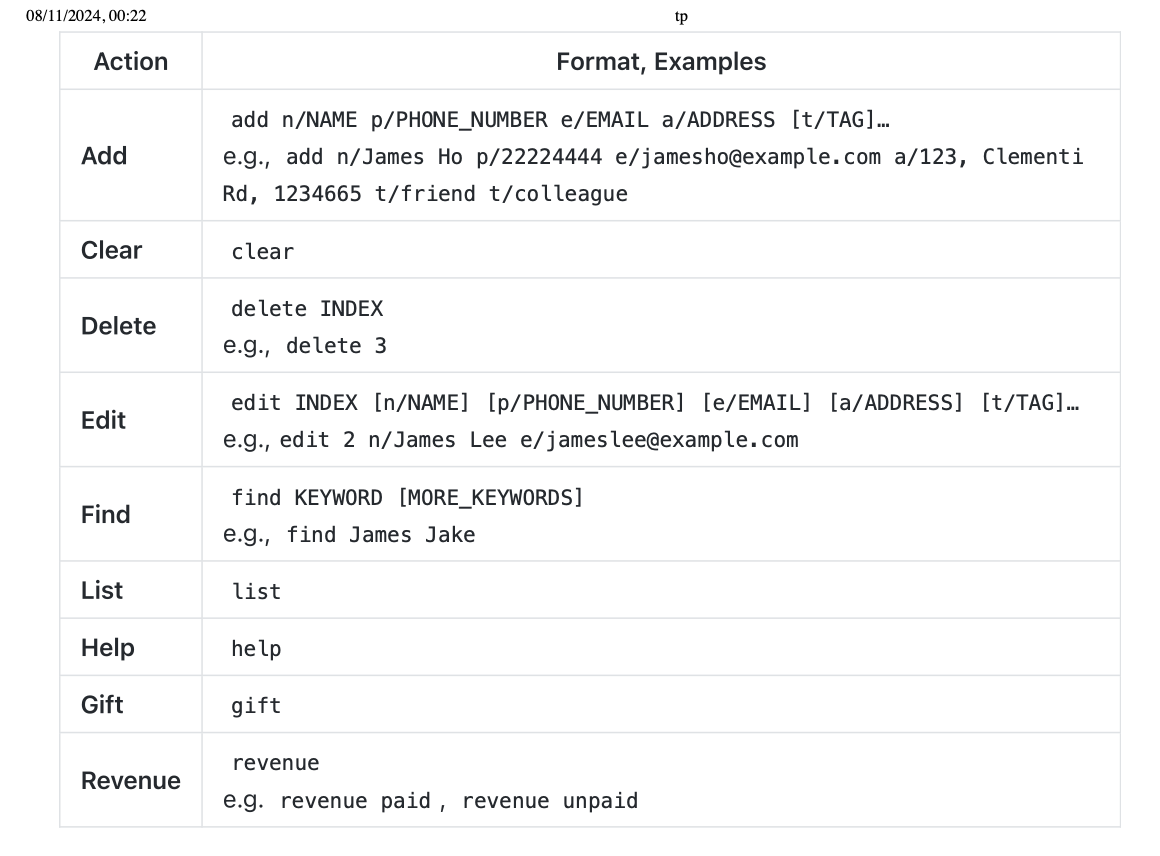 08/11/2024, 00:22 tp
Action Format, Examples
Add
add n/NAME p/PHONE_NUMBER e/EMAIL a/ADDRESS [t/TAG]…
e.g., add n/James Ho p/22224444 e/jamesho@example.com a/123, Clementi
Rd, 1234665 t/friend t/colleague
Clear clear
Delete
delete INDEX
e.g., delete 3
Edit
edit INDEX [n/NAME] [p/PHONE_NUMBER] [e/EMAIL] [a/ADDRESS] [t/TAG]…
e.g., edit 2 n/James Lee e/jameslee@example.com
Find
find KEYWORD [MORE_KEYWORDS]
e.g., find James Jake
List list
Help help
Gift gift
Revenue
revenue
e.g. revenue paid , revenue unpaid